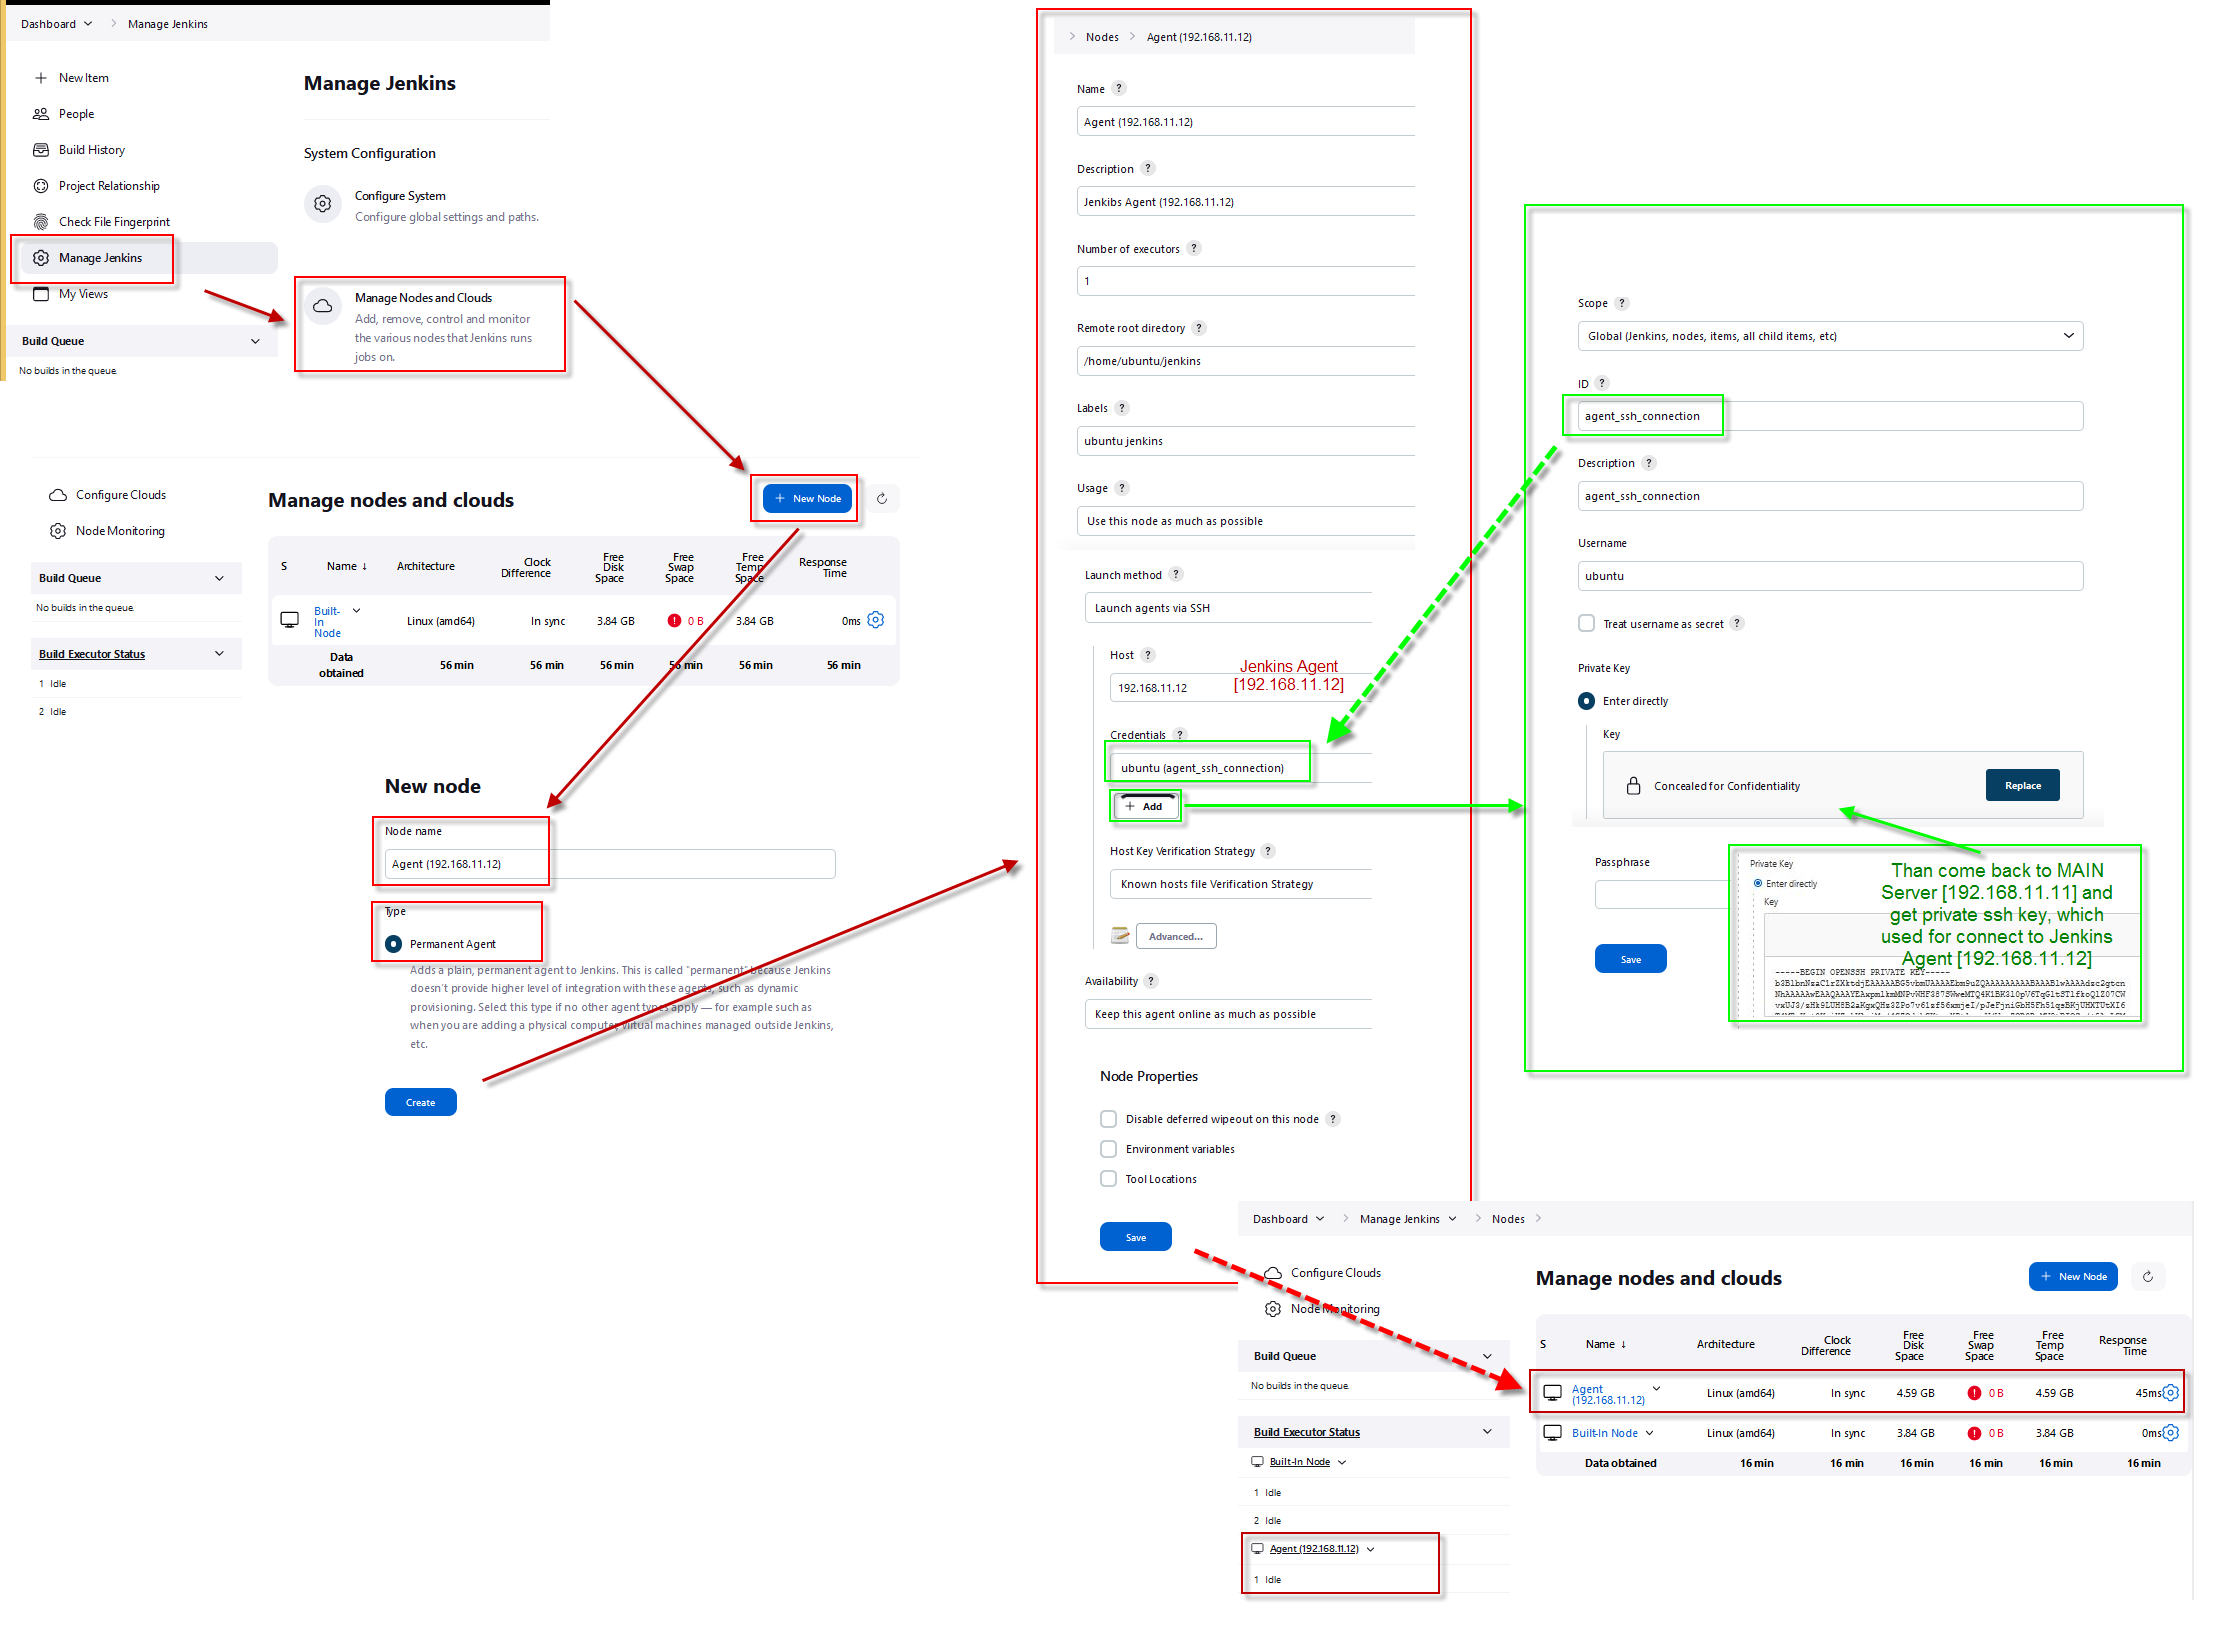 Dashboard
Manage Jenkins
New Item
People
Build History
Project Relationship
Check File Fingerprint
Manage Jenkins
My Views
Build Queue
No builds in the queue.
Manage Jenkins
System Configuration
Configure System
Configure global settings and paths.
Manage Nodes and Clouds
Add, remove, control and monitor
the various nodes that Jenkins runs
jobs on.
Configure Clouds
Node Monitoring
Build Queue
No builds in the queue.
Build Executor Status
1 Idle
2 Idle
Manage nodes and clouds
+ New Node
S Name ↓ Architecture Clock Difference Free Disk Space Free Swap Space Free Temp Space Response Time
Built-In Node Linux (amd64) In sync 3.84 GB 0 B 3.84 GB 0ms
Data obtained 56 min 56 min 56 min 56 min 56 min 56 min
New node
Node name
Agent (192.168.11.12)
Type
Permanent Agent
Adds a plain, permanent agent to Jenkins. This is called "permanent" because Jenkins
doesn't provide higher level of integration with these agents, such as dynamic
provisioning. Select this type if no other agent types apply — for example such as
when you are adding a physical computer, virtual machines managed outside Jenkins,
etc.
Create
Nodes
Agent (192.168.11.12)
Name ?
Agent (192.168.11.12)
Description ?
Jenkibs Agent (192.168.11.12)
Number of executors ?
1
Remote root directory ?
/home/ubuntu/jenkins
Labels ?
ubuntu jenkins
Usage ?
Use this node as much as possible
Launch method ?
Launch agents via SSH
Host ?
192.168.11.12
Jenkins Agent
[192.168.11.12]
Credentials ?
ubuntu (agent_ssh_connection)
+ Add
Host Key Verification Strategy ?
Known hosts file Verification Strategy
Advanced...
Availability ?
Keep this agent online as much as possible
Node Properties
Disable deferred wipeout on this node ?
Environment variables
Tool Locations
Save
Scope ?
Global (Jenkins, nodes, items, all child items, etc)
ID ?
agent_ssh_connection
Description ?
agent_ssh_connection
Username
ubuntu
Treat username as secret ?
Private Key
Enter directly
Key
Concealed for Confidentiality
Replace
Passphrase
Save
Private Key
Enter directly
Key
Than come back to MAIN
Server [192.168.11.11] and
get private ssh key, which
used for connect to Jenkins
Agent [192.168.11.12]
-----BEGIN OPENSSH PRIVATE KEY-----
Dashboard
Manage Jenkins
Nodes
Configure Clouds
Node Monitoring
Build Queue
No builds in the queue.
Build Executor Status
Built-In Node
1 Idle
2 Idle
Agent (192.168.11.12)
1 Idle
Manage nodes and clouds
+ New Node
S Name ↓ Architecture Clock Difference Free Disk Space Free Swap Space Free Temp Space Response Time
Agent (192.168.11.12) Linux (amd64) In sync 4.59 GB 0 B 4.59 GB 45ms
Built-In Node Linux (amd64) In sync 3.84 GB 0 B 3.84 GB 0ms
Data obtained 16 min 16 min 16 min 16 min 16 min 16 min